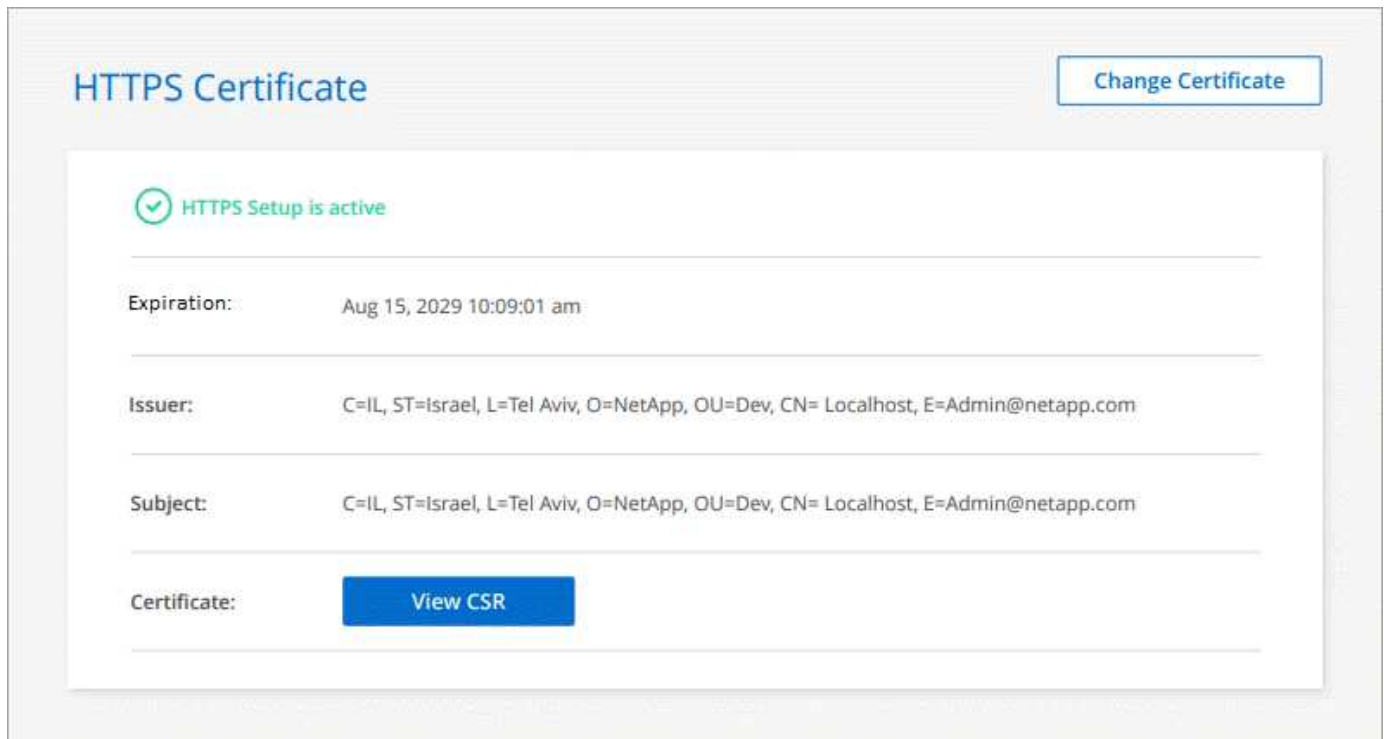 HTTPS Certificate
Change Certificate
HTTPS Setup is active
Expiration: Aug 15, 2029 10:09:01 am
Issuer: C=IL, ST=Israel, L=Tel Aviv, O=NetApp, OU=Dev, CN= Localhost, E=Admin@netapp.com
Subject: C=IL, ST=Israel, L=Tel Aviv, O=NetApp, OU=Dev, CN= Localhost, E=Admin@netapp.com
Certificate: View CSR